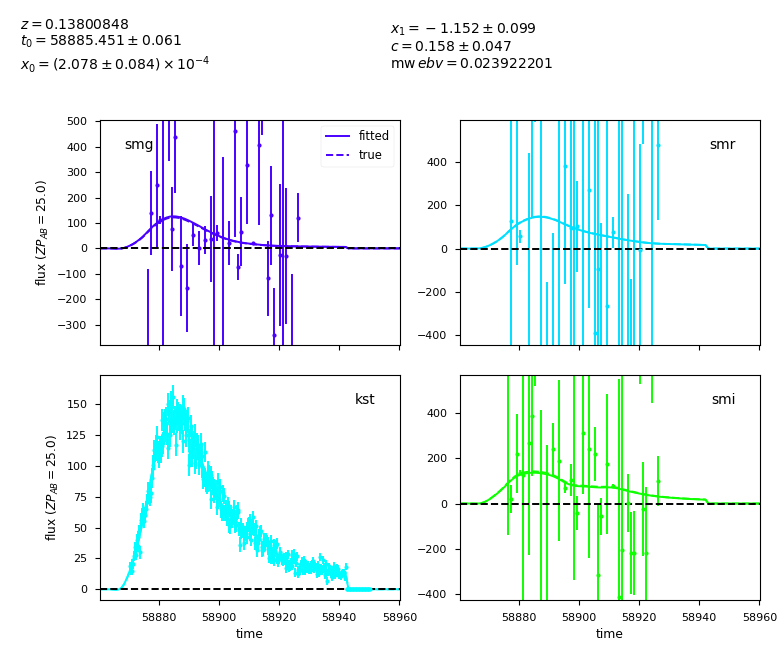 z = 0.13800848
t₀ = 58885.451 ± 0.061
x₀ = (2.078 ± 0.084) × 10⁻⁴
x₁ = −1.152 ± 0.099
c = 0.158 ± 0.047
mw ebv = 0.023922201
500
400
300
200
100
0
−100
−200
−300
flux (ZP_AB = 25.0)
smg
fitted
true
400
200
0
−200
−400
smr
150
125
100
75
50
25
0
flux (ZP_AB = 25.0)
kst
58880
58900
58920
58940
58960
time
400
200
0
−200
−400
smi
58880
58900
58920
58940
58960
time